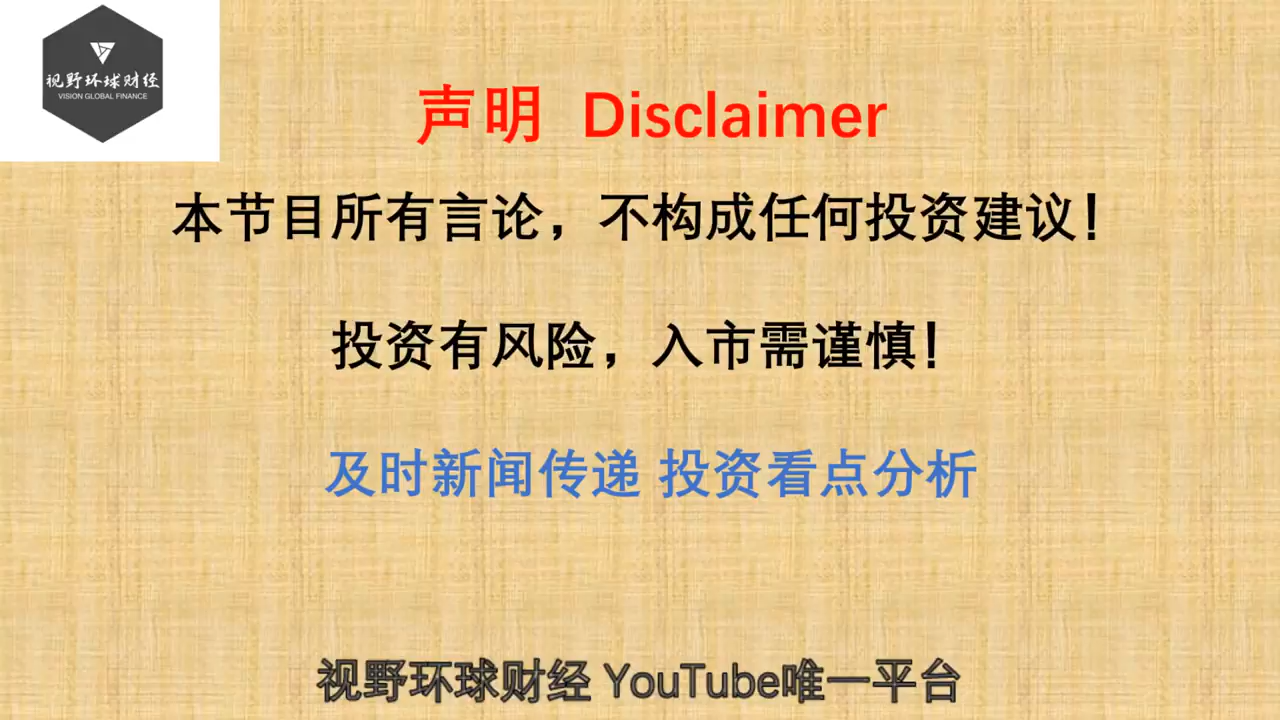 视野环球财经
VISION GLOBAL FINANCE
声明 Disclaimer
本节目所有言论，不构成任何投资建议！
投资有风险，入市需谨慎！
及时新闻传递 投资看点分析
视野环球财经 YouTube唯一平台